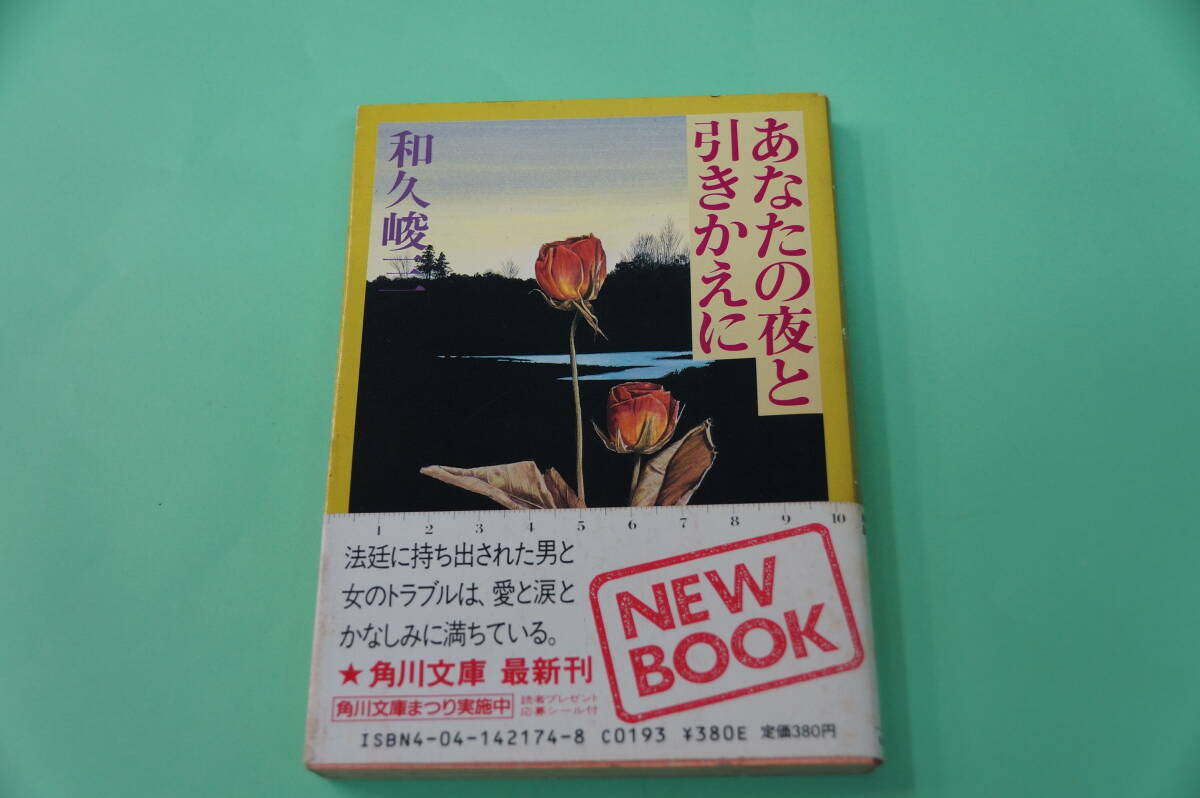 あなたの夜と
引きかえに
和久峻三
1 2 3 4 5 6 7 8 9 10
法廷に持ち出された男と
女のトラブルは、愛と涙と
かなしみに満ちている。
★角川文庫 最新刊
角川文庫まつり実施中
読者プレゼント
応募シール付
NEW
BOOK
ISBN4-04-142174-8 C0193 ¥380E 定価380円